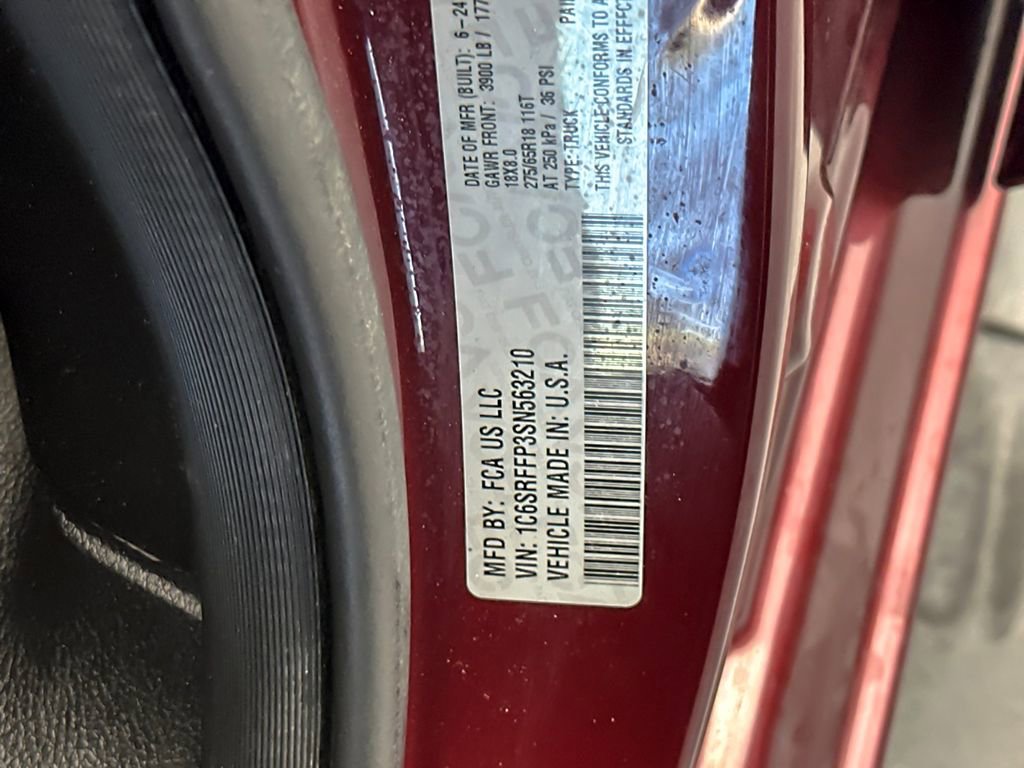 MFD BY: FCA US LLC
VIN: 1C6SRFFP3SN563210
VEHICLE MADE IN: U.S.A.
DATE OF MFR (BUILT): 6-24
GAWR FRONT: 3900 LB / 177
18X8.0
275/65R18 116T
AT 250 kPa / 36 PSI
TYPE: TRUCK
THIS VEHICLE CONFORMS TO A
STANDARDS IN EFFECT